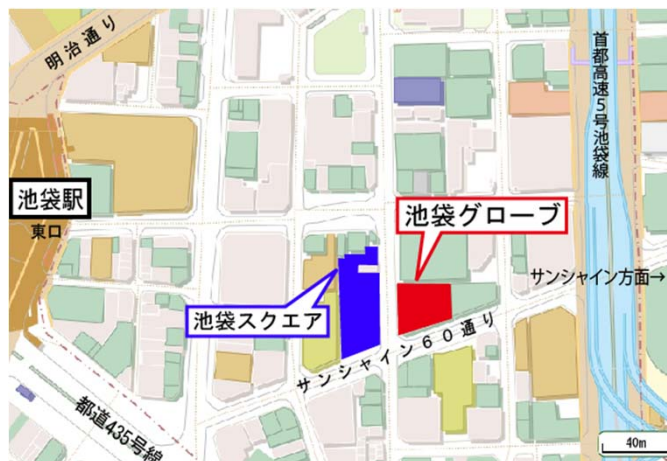 明治通り
首都高速5号池袋線
池袋駅
東口
池袋グローブ
サンシャイン方面→
池袋スクエア
サンシャイン60通り
都道435号線
40m